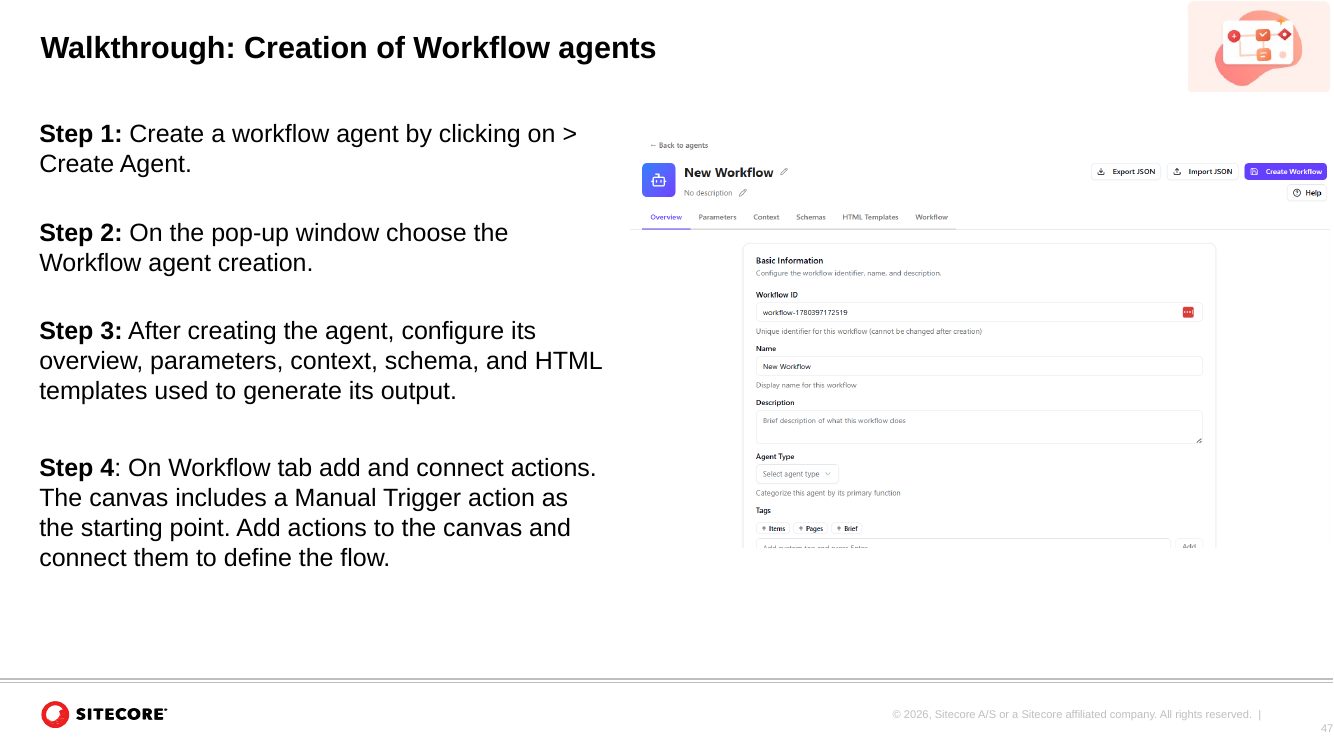 Walkthrough: Creation of Workflow agents
Step 1: Create a workflow agent by clicking on >
Create Agent.
Step 2: On the pop-up window choose the
Workflow agent creation.
Step 3: After creating the agent, configure its
overview, parameters, context, schema, and HTML
templates used to generate its output.
Step 4: On Workflow tab add and connect actions.
The canvas includes a Manual Trigger action as
the starting point. Add actions to the canvas and
connect them to define the flow.
← Back to agents
New Workflow
No description
Export JSON
Import JSON
Create Workflow
Help
Overview Parameters Context Schemas HTML Templates Workflow
Basic Information
Configure the workflow identifier, name, and description.
Workflow ID
workflow-1780397172519
Unique identifier for this workflow (cannot be changed after creation)
Name
New Workflow
Display name for this workflow
Description
Brief description of what this workflow does
Agent Type
Select agent type
Categorize this agent by its primary function
Tags
+ Items + Pages + Brief
Add custom tag and press Enter
Add
SITECORE
© 2026, Sitecore A/S or a Sitecore affiliated company. All rights reserved. |
47